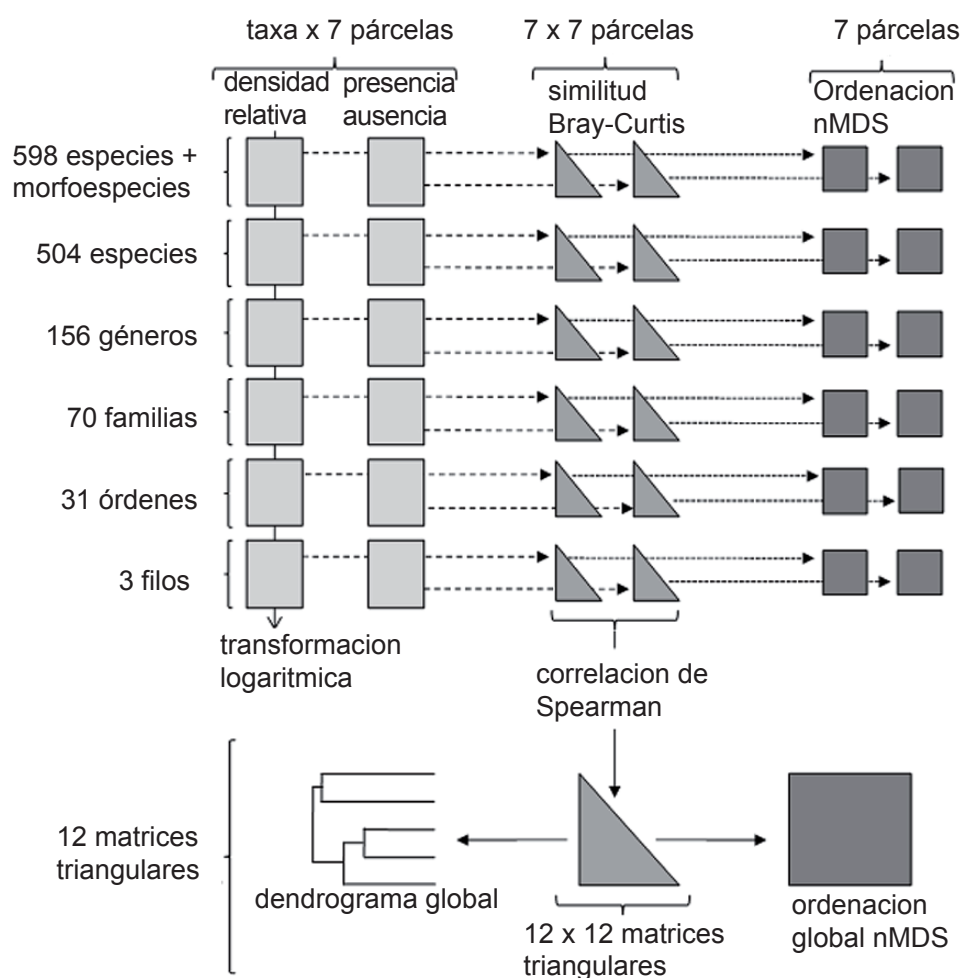 taxa x 7 párcelas
7 x 7 párcelas
7 párcelas
densidad
relativa
presencia
ausencia
similitud
Bray-Curtis
Ordenacion
nMDS
598 especies +
morfoespecies
504 especies
156 géneros
70 familias
31 órdenes
3 filos
transformacion
logaritmica
correlacion de
Spearman
12 matrices
triangulares
dendrograma global
12 x 12 matrices
triangulares
ordenacion
global nMDS